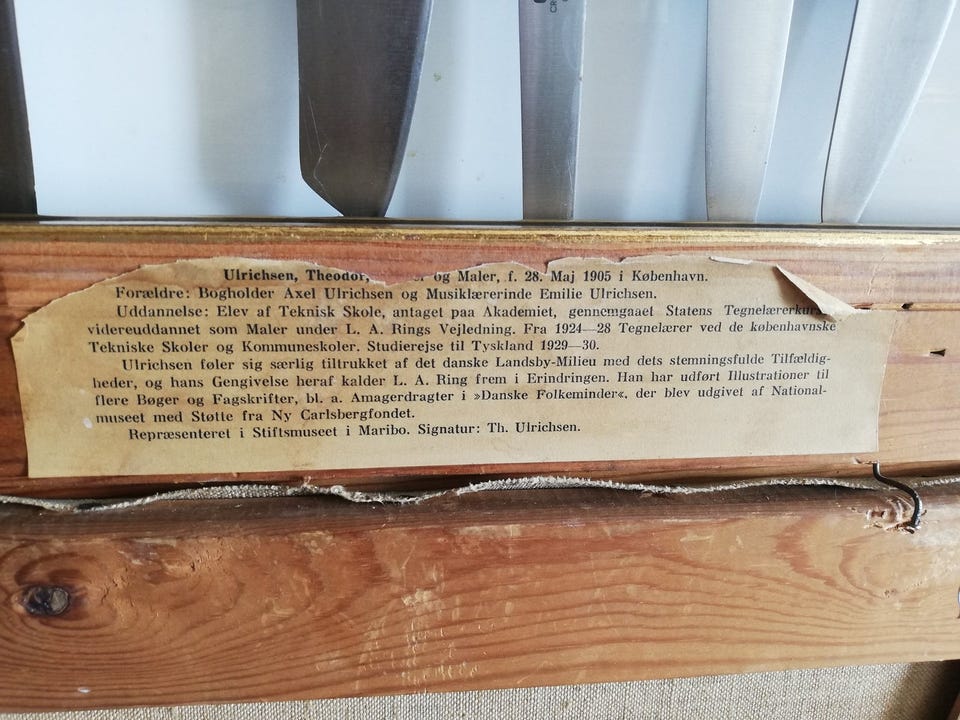 CR
Ulrichsen, Theodor, og Maler, f. 28. Maj 1905 i København.
Forældre: Bogholder Axel Ulrichsen og Musiklærerinde Emilie Ulrichsen.
Uddannelse: Elev af Teknisk Skole, antaget paa Akademiet, gennemgaaet Statens
videreuddannet som Maler under L. A. Rings Vejledning. Fra 1924—28 Tegnelærer ved de københavnske
Tekniske Skoler og Kommuneskoler. Studierejse til Tyskland 1929—30.
Ulrichsen føler sig særlig tiltrukket af det danske Landsby-Milieu med dets stemningsfulde Tilfældig-
heder, og hans Gengivelse heraf kalder L. A. Ring frem i Erindringen. Han har udført Illustrationer til
flere Bøger og Fagskrifter, bl. a. Amagerdragter i »Danske Folkeminder«, der blev udgivet af National-
museet med Støtte fra Ny Carlsbergfondet.
Repræsenteret i Stiftsmuseet i Maribo. Signatur: Th. Ulrichsen.